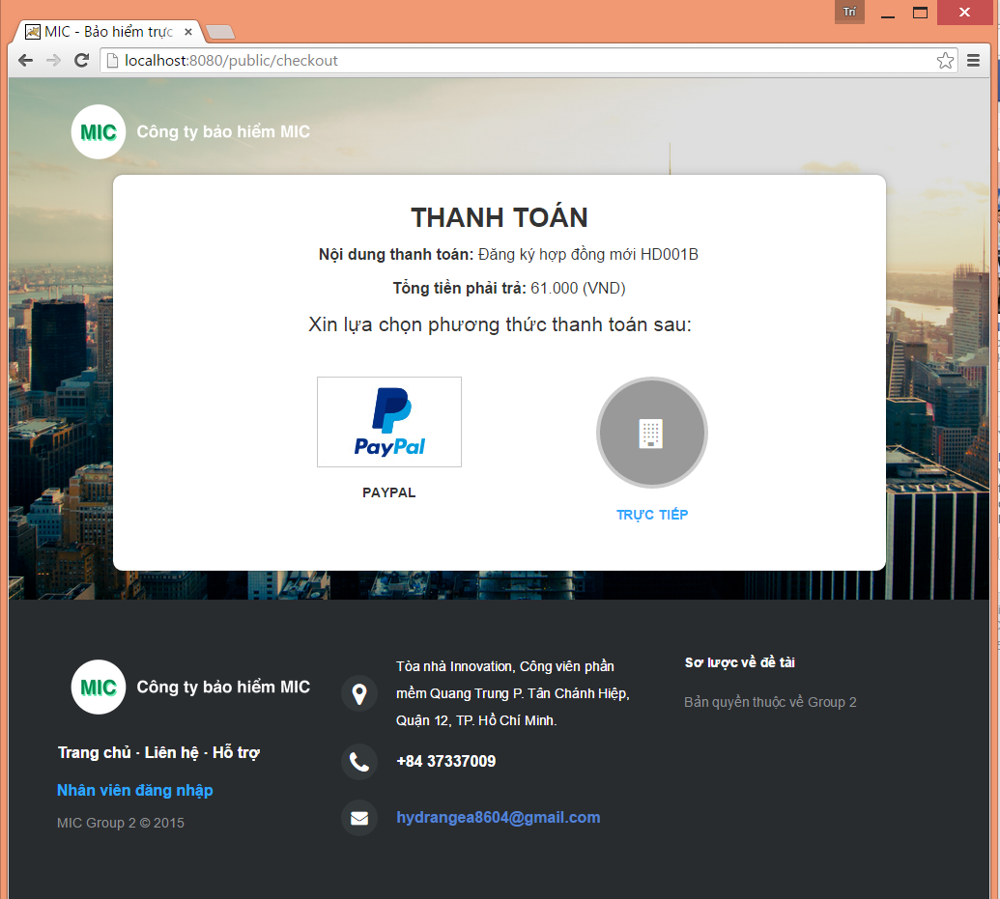 Trí
MIC - Bảo hiểm trực
localhost:8080/public/checkout
MIC Công ty bảo hiểm MIC
THANH TOÁN
Nội dung thanh toán: Đăng ký hợp đồng mới HD001B
Tổng tiền phải trả: 61.000 (VND)
Xin lựa chọn phương thức thanh toán sau:
PayPal
PAYPAL
TRỰC TIẾP
MIC Công ty bảo hiểm MIC
Trang chủ · Liên hệ · Hỗ trợ
Nhân viên đăng nhập
MIC Group 2 © 2015
Tòa nhà Innovation, Công viên phần
mềm Quang Trung P. Tân Chánh Hiệp,
Quận 12, TP. Hồ Chí Minh.
+84 37337009
hydrangea8604@gmail.com
Sơ lược về đề tài
Bản quyền thuộc về Group 2